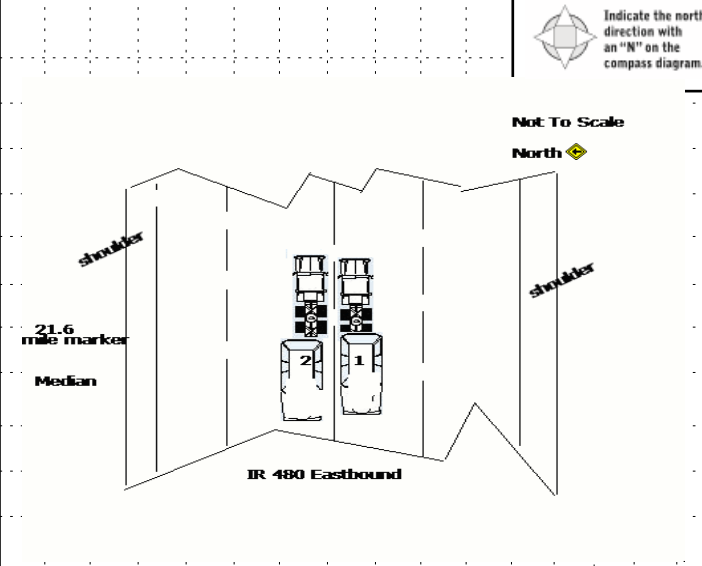 Indicate the north
direction with
an "N" on the
compass diagram.
Not To Scale
North
shoulder
shoulder
21.6
mile marker
2
1
Median
IR 480 Eastbound